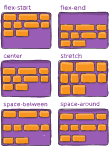 flex-start
flex-end
center
stretch
space-between
space-around